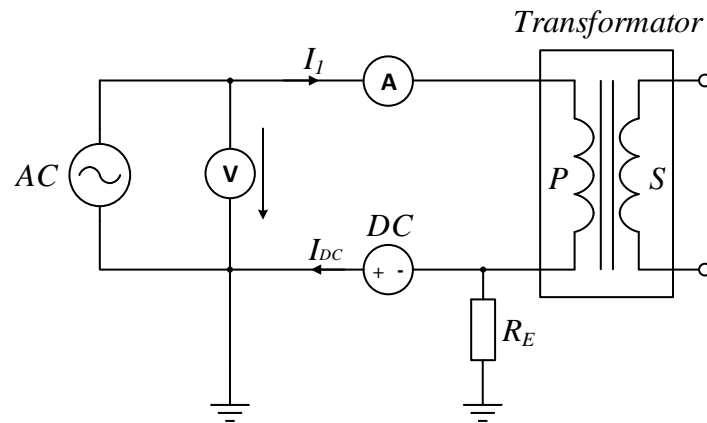 Transformator
I1
A
AC
V
P
S
DC
IDC
+ -
RE